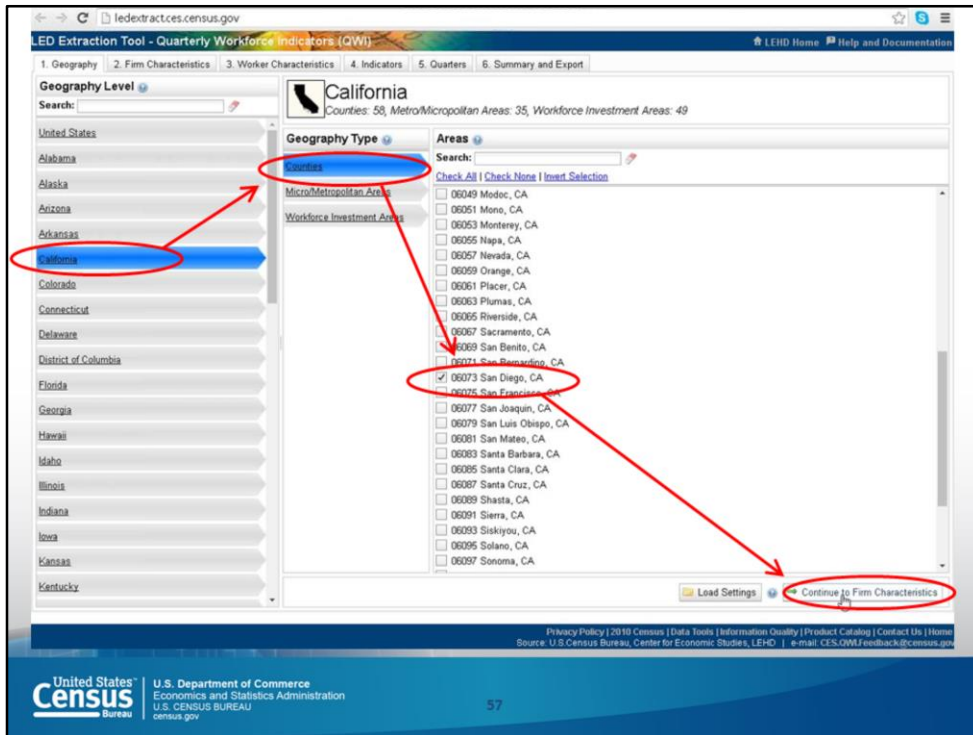 ledextract.ces.census.gov
LED Extraction Tool - Quarterly Workforce Indicators (QWI)
LEHD Home Help and Documentation
1. Geography 2. Firm Characteristics 3. Worker Characteristics 4. Indicators 5. Quarters 6. Summary and Export
Geography Level
Search:
United States
Alabama
Alaska
Arizona
Arkansas
California
Colorado
Connecticut
Delaware
District of Columbia
Florida
Georgia
Hawaii
Idaho
Illinois
Indiana
Iowa
Kansas
Kentucky
California
Counties: 58, Metro/Micropolitan Areas: 35, Workforce Investment Areas: 49
Geography Type
Counties
Micro/Metropolitan Areas
Workforce Investment Areas
Areas
Search:
Check All | Check None | Invert Selection
06049 Modoc, CA
06051 Mono, CA
06053 Monterey, CA
06055 Napa, CA
06057 Nevada, CA
06059 Orange, CA
06061 Placer, CA
06063 Plumas, CA
06065 Riverside, CA
06067 Sacramento, CA
06069 San Benito, CA
06071 San Bernardino, CA
06073 San Diego, CA
06075 San Francisco, CA
06077 San Joaquin, CA
06079 San Luis Obispo, CA
06081 San Mateo, CA
06083 Santa Barbara, CA
06085 Santa Clara, CA
06087 Santa Cruz, CA
06089 Shasta, CA
06091 Sierra, CA
06093 Siskiyou, CA
06095 Solano, CA
06097 Sonoma, CA
Load Settings
Continue to Firm Characteristics
Privacy Policy | 2010 Census | Data Tools | Information Quality | Product Catalog | Contact Us | Home
Source: U.S.Census Bureau, Center for Economic Studies, LEHD | e-mail: CES.QWI.Feedback@census.gov
United States™
Census
Bureau
U.S. Department of Commerce
Economics and Statistics Administration
U.S. CENSUS BUREAU
census.gov
57